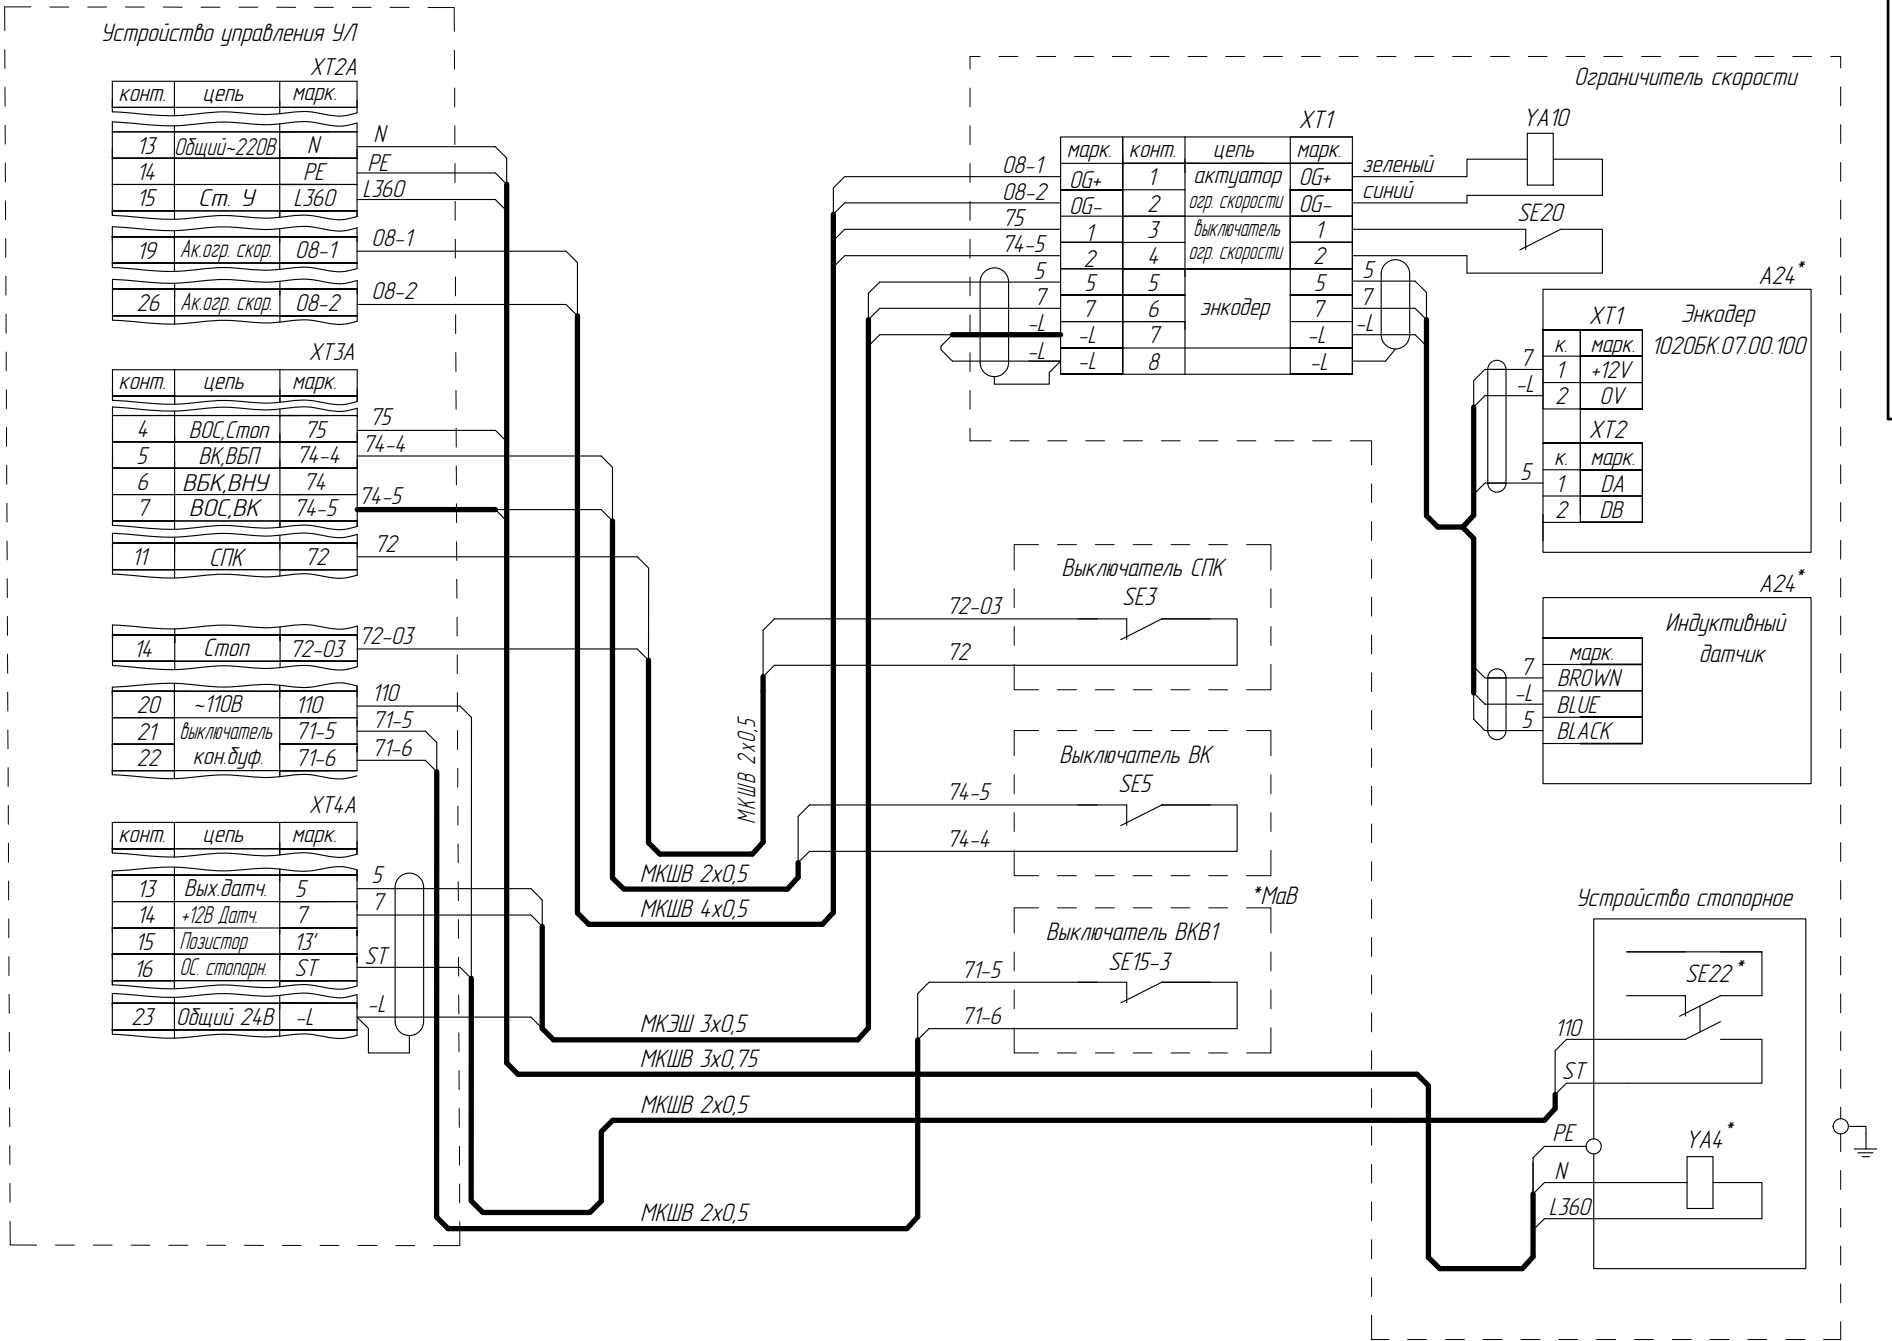 Устройство управления УЛ
XT2A
конт. цепь марк.
13 Общий~220В N N
14 PE PE
15 Ст. У L360 L360
19 Ак.огр. скор. 08-1 08-1
26 Ак.огр. скор. 08-2 08-2
XT3A
конт. цепь марк.
4 ВОС,Стоп 75 75
5 ВК,ВБП 74-4 74-4
6 ВБК,ВНУ 74
7 ВОС,ВК 74-5 74-5
11 СПК 72 72
14 Стоп 72-03 72-03
20 ~110В 110 110
21 выключатель 71-5 71-5
22 кон.буф. 71-6 71-6
XT4A
конт. цепь марк.
13 Вых.датч. 5 5
14 +12В Датч. 7 7
15 Позистор 13'
16 ОС. стопорн. ST ST
23 Общий 24В -L -L
МКШВ 2х0,5
МКШВ 2х0,5
МКШВ 4х0,5
МКЭШ 3х0,5
МКШВ 3х0,75
МКШВ 2х0,5
МКШВ 2х0,5
Ограничитель скорости
XT1
марк. конт. цепь марк.
08-1 OG+ 1 актуатор OG+ зеленый
08-2 OG- 2 огр. скорости OG- синий
75 1 3 выключатель 1
74-5 2 4 огр. скорости 2
5 5 5 5 5
7 7 6 энкодер 7 7
-L -L 7 -L -L
-L -L 8 -L
YA10
SE20
A24*
XT1 Энкодер
к. марк. 1020БК.07.00.100
7 1 +12V
-L 2 0V
XT2
к. марк.
5 1 DA
2 DB
A24*
Индуктивный
датчик
марк.
7 BROWN
-L BLUE
5 BLACK
Выключатель СПК
SE3
72-03
72
Выключатель ВК
SE5
74-5
74-4
*МаВ
Выключатель ВКВ1
SE15-3
71-5
71-6
Устройство стопорное
SE22*
110
ST
PE
YA4*
N
L360